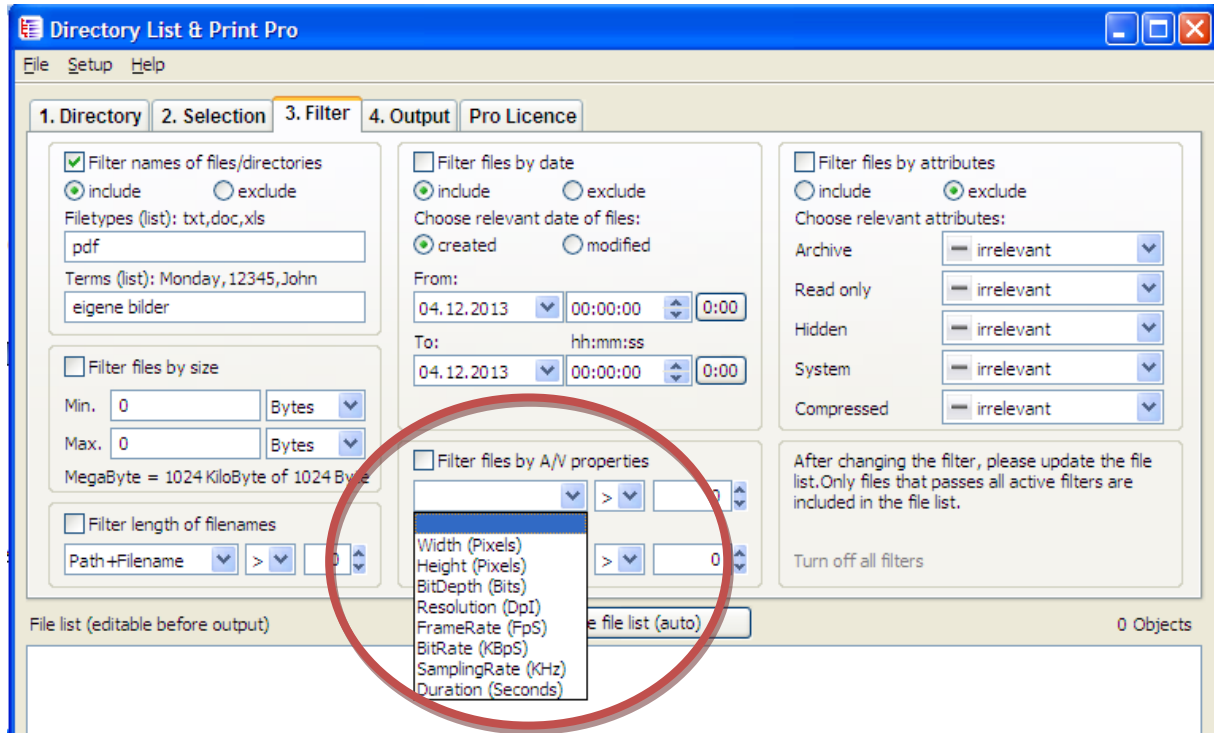 Directory List & Print Pro
File Setup Help
1. Directory 2. Selection 3. Filter 4. Output Pro Licence
Filter names of files/directories
include exclude
Filetypes (list): txt,doc,xls
pdf
Terms (list): Monday,12345,John
eigene bilder
Filter files by size
Min. 0 Bytes
Max. 0 Bytes
MegaByte = 1024 KiloByte of 1024 Byte
Filter length of filenames
Path+Filename > 0
Filter files by date
include exclude
Choose relevant date of files:
created modified
From:
04.12.2013 00:00:00 0:00
To: hh:mm:ss
04.12.2013 00:00:00 0:00
Filter files by A/V properties
> 0
Width (Pixels)
Height (Pixels)
BitDepth (Bits)
Resolution (DpI)
FrameRate (FpS)
BitRate (KBpS)
SamplingRate (KHz)
Duration (Seconds)
> 0
Filter files by attributes
include exclude
Choose relevant attributes:
Archive irrelevant
Read only irrelevant
Hidden irrelevant
System irrelevant
Compressed irrelevant
After changing the filter, please update the file
list.Only files that passes all active filters are
included in the file list.
Turn off all filters
File list (editable before output) file list (auto) 0 Objects